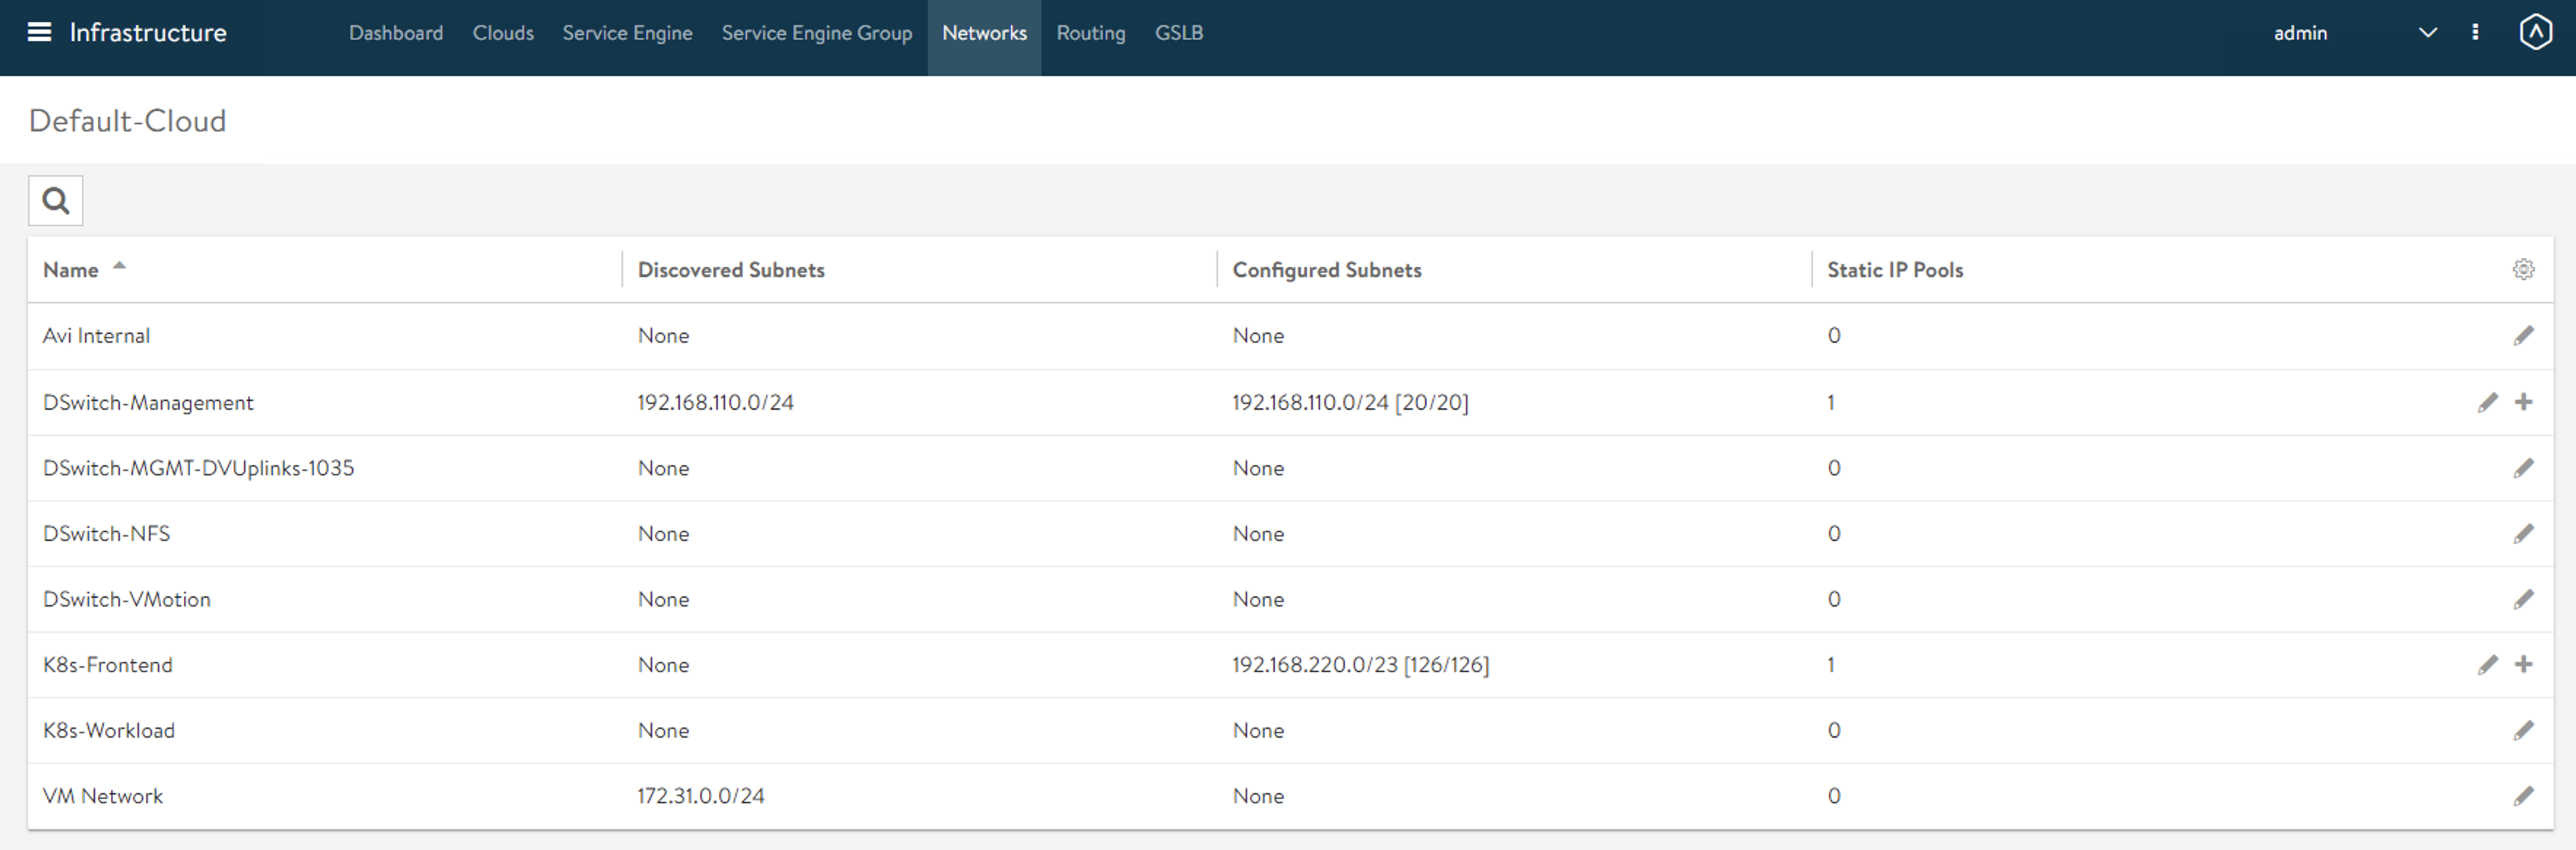 Infrastructure Dashboard Clouds Service Engine Service Engine Group Networks Routing GSLB admin
Default-Cloud
Name Discovered Subnets Configured Subnets Static IP Pools
Avi Internal None None 0
DSwitch-Management 192.168.110.0/24 192.168.110.0/24 [20/20] 1
DSwitch-MGMT-DVUplinks-1035 None None 0
DSwitch-NFS None None 0
DSwitch-VMotion None None 0
K8s-Frontend None 192.168.220.0/23 [126/126] 1
K8s-Workload None None 0
VM Network 172.31.0.0/24 None 0